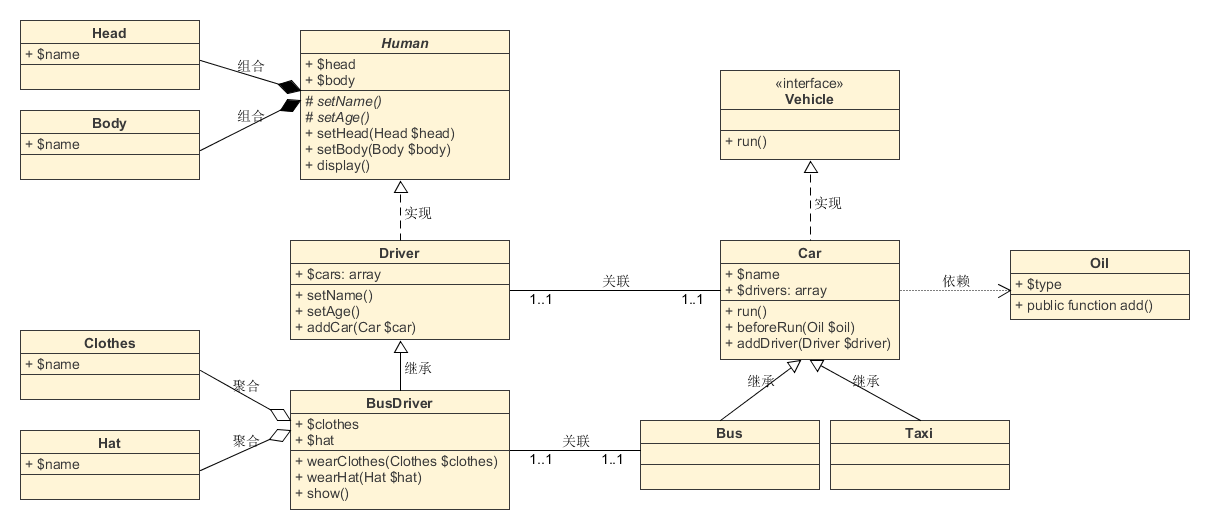 Head
+ $name
Body
+ $name
组合
组合
Human
+ $head
+ $body
# setName()
# setAge()
+ setHead(Head $head)
+ setBody(Body $body)
+ display()
«interface»
Vehicle
+ run()
实现
实现
Driver
+ $cars: array
+ setName()
+ setAge()
+ addCar(Car $car)
关联
1..1
1..1
Car
+ $name
+ $drivers: array
+ run()
+ beforeRun(Oil $oil)
+ addDriver(Driver $driver)
依赖
Oil
+ $type
+ public function add()
Clothes
+ $name
Hat
+ $name
聚合
聚合
继承
BusDriver
+ $clothes
+ $hat
+ wearClothes(Clothes $clothes)
+ wearHat(Hat $hat)
+ show()
关联
1..1
1..1
继承
继承
Bus
Taxi